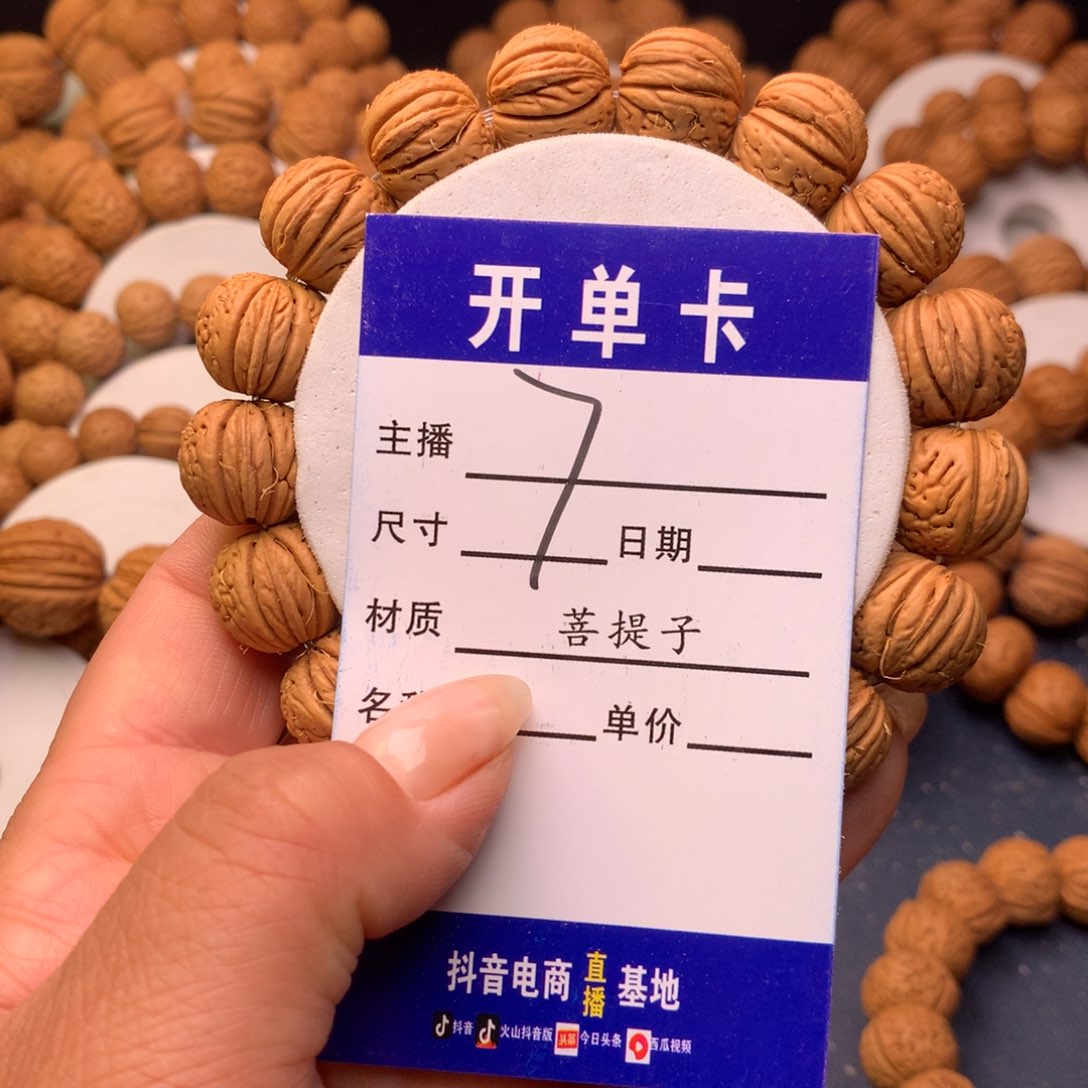 开单卡
7
主播
尺寸 日期
材质 菩提子
名 单价
抖音电商直播基地
抖音 火山抖音版 头条 今日头条 西瓜视频